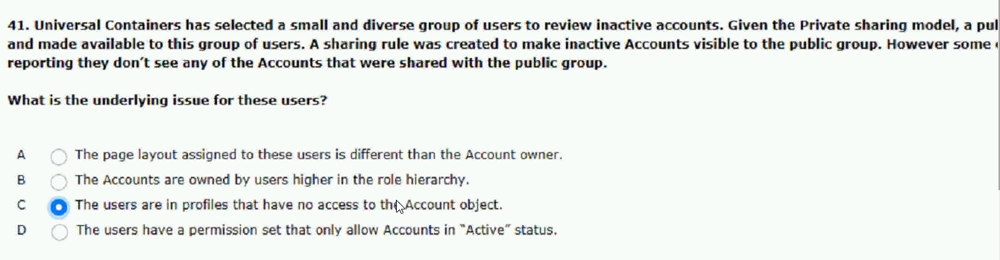 41. Universal Containers has selected a small and diverse group of users to review inactive accounts. Given the Private sharing model, a pul
and made available to this group of users. A sharing rule was created to make inactive Accounts visible to the public group. However some
reporting they don't see any of the Accounts that were shared with the public group.
What is the underlying issue for these users?
A The page layout assigned to these users is different than the Account owner.
B The Accounts are owned by users higher in the role hierarchy.
C The users are in profiles that have no access to the Account object.
D The users have a permission set that only allow Accounts in "Active" status.